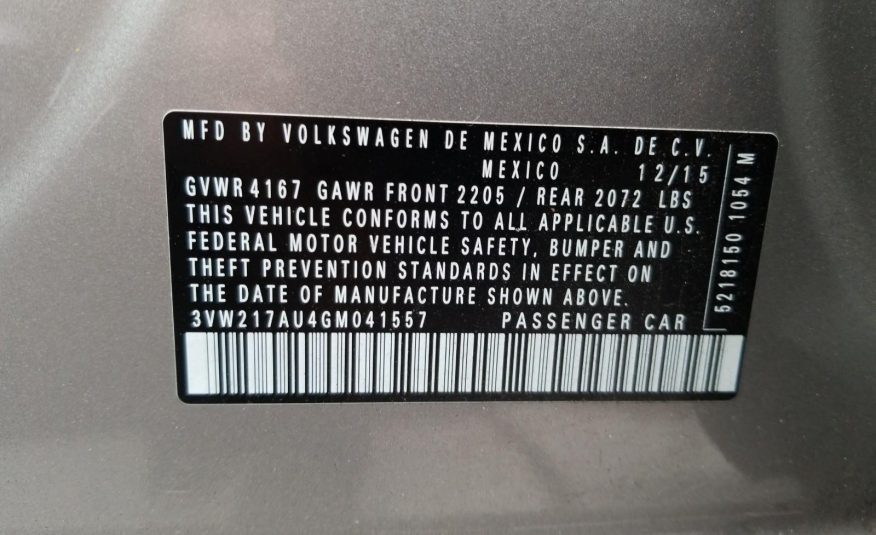 MFD BY VOLKSWAGEN DE MEXICO S.A. DE C.V.
MEXICO 12/15
GVWR 4167 GAWR FRONT 2205 / REAR 2072 LBS
THIS VEHICLE CONFORMS TO ALL APPLICABLE U.S.
FEDERAL MOTOR VEHICLE SAFETY, BUMPER AND
THEFT PREVENTION STANDARDS IN EFFECT ON
THE DATE OF MANUFACTURE SHOWN ABOVE.
3VW217AU4GM041557 PASSENGER CAR
5218150 1054 M